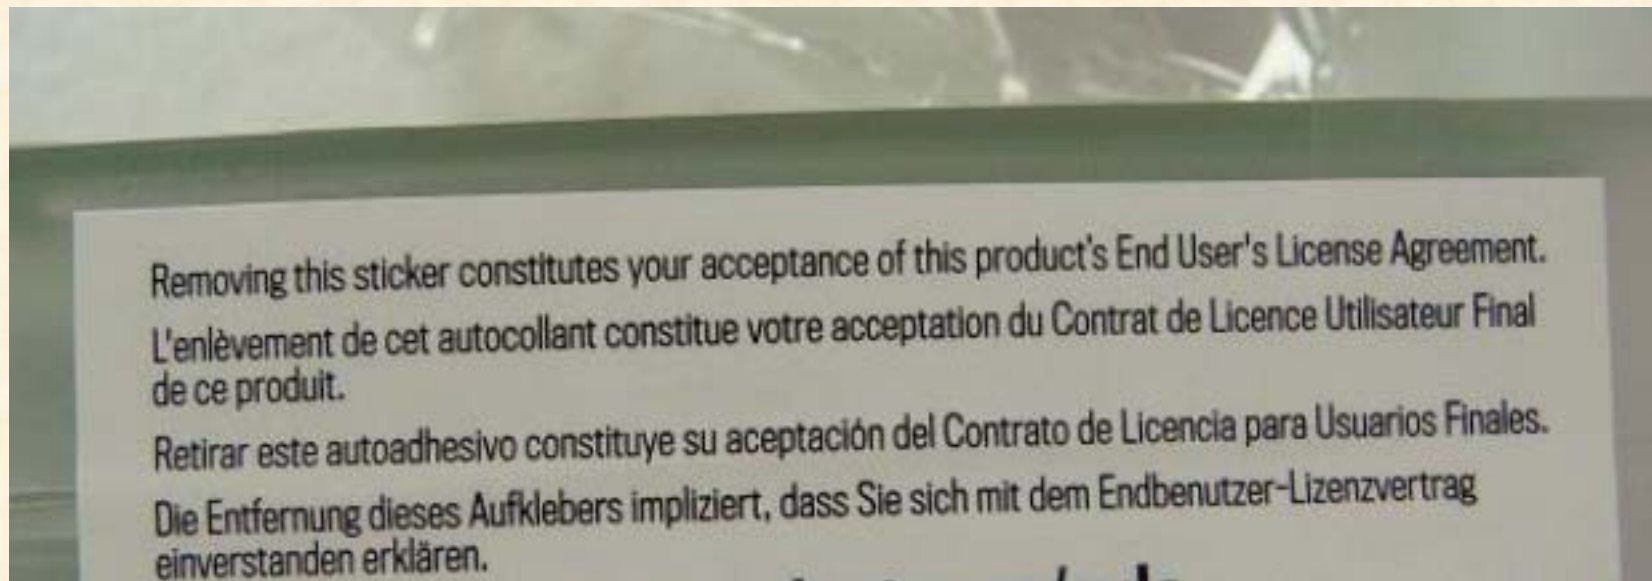 Removing this sticker constitutes your acceptance of this product's End User's License Agreement.
L'enlèvement de cet autocollant constitue votre acceptation du Contrat de Licence Utilisateur Final
de ce produit.
Retirar este autoadhesivo constituye su aceptación del Contrato de Licencia para Usuarios Finales.
Die Entfernung dieses Aufklebers impliziert, dass Sie sich mit dem Endbenutzer-Lizenzvertrag
einverstanden erklären.